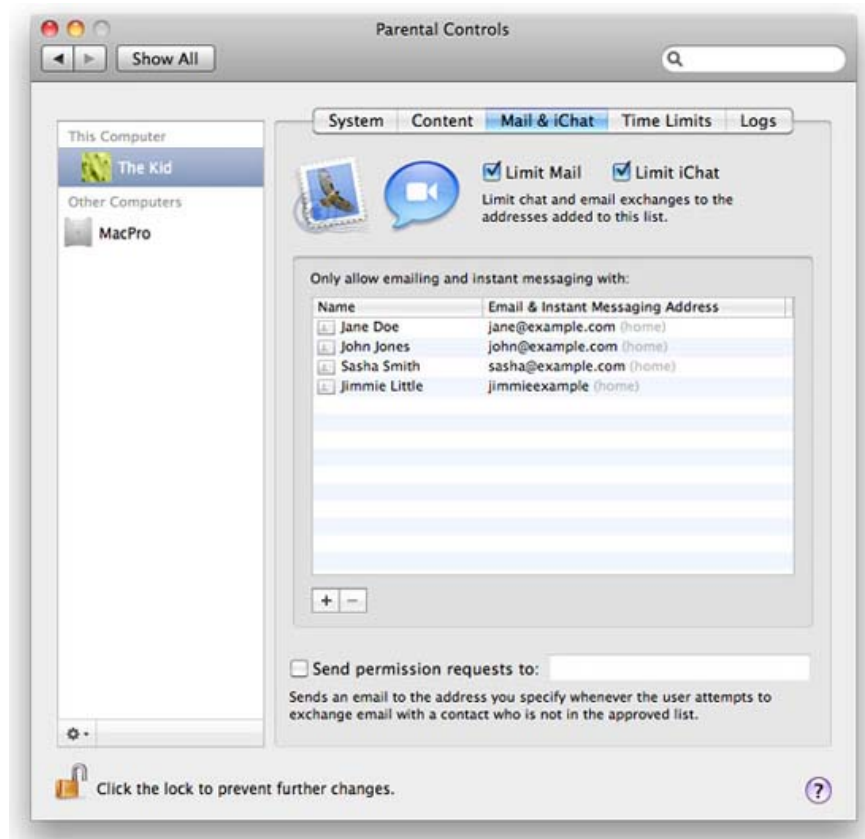 Parental Controls
Show All
System Content Mail & iChat Time Limits Logs
This Computer
The Kid
Other Computers
MacPro
Limit Mail Limit iChat
Limit chat and email exchanges to the
addresses added to this list.
Only allow emailing and instant messaging with:
Name Email & Instant Messaging Address
Jane Doe jane@example.com (home)
John Jones john@example.com (home)
Sasha Smith sasha@example.com (home)
Jimmie Little jimmieexample (home)
+ −
Send permission requests to:
Sends an email to the address you specify whenever the user attempts to
exchange email with a contact who is not in the approved list.
Click the lock to prevent further changes.
?